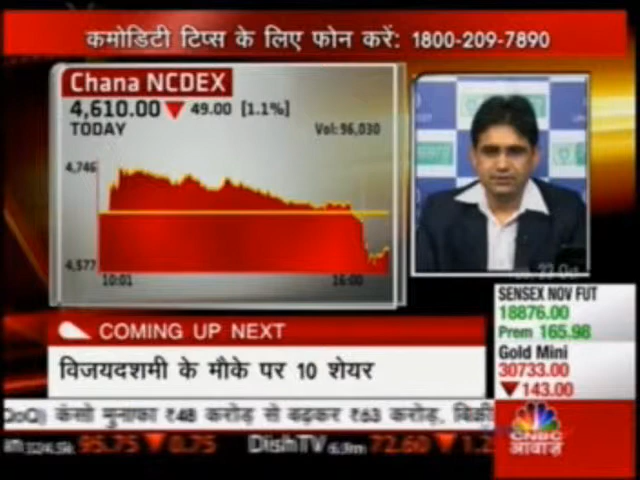 कमोडिटी टिप्स के लिए फोन करें: 1800-209-7890
Chana NCDEX
4,610.00 ▼ 49.00 [1.1%]
TODAY Vol:96,030
4,746
4,577
10:01 16:00
SENSEX NOV FUT
18876.00
Prem 165.98
Gold Mini
30733.00
▼143.00
COMING UP NEXT
विजयदशमी के मौके पर 10 शेयर
QoQ) कंसो मुनाफा ₹48 करोड़ से बढ़कर ₹63 करोड़, बिक्री
95.75 ▼ 0.75 DishTV 72.60 ▼ 1.2
CNBC
आवाज़